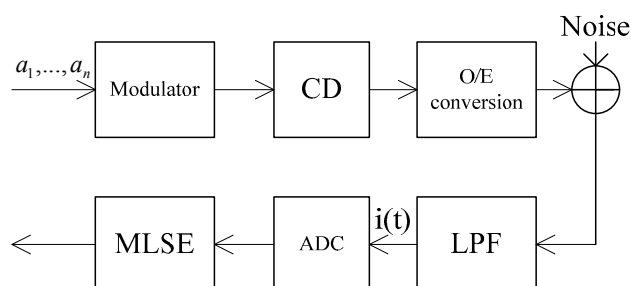 Noise
a₁,...,aₙ
Modulator
CD
O/E
conversion
MLSE
ADC
i(t)
LPF